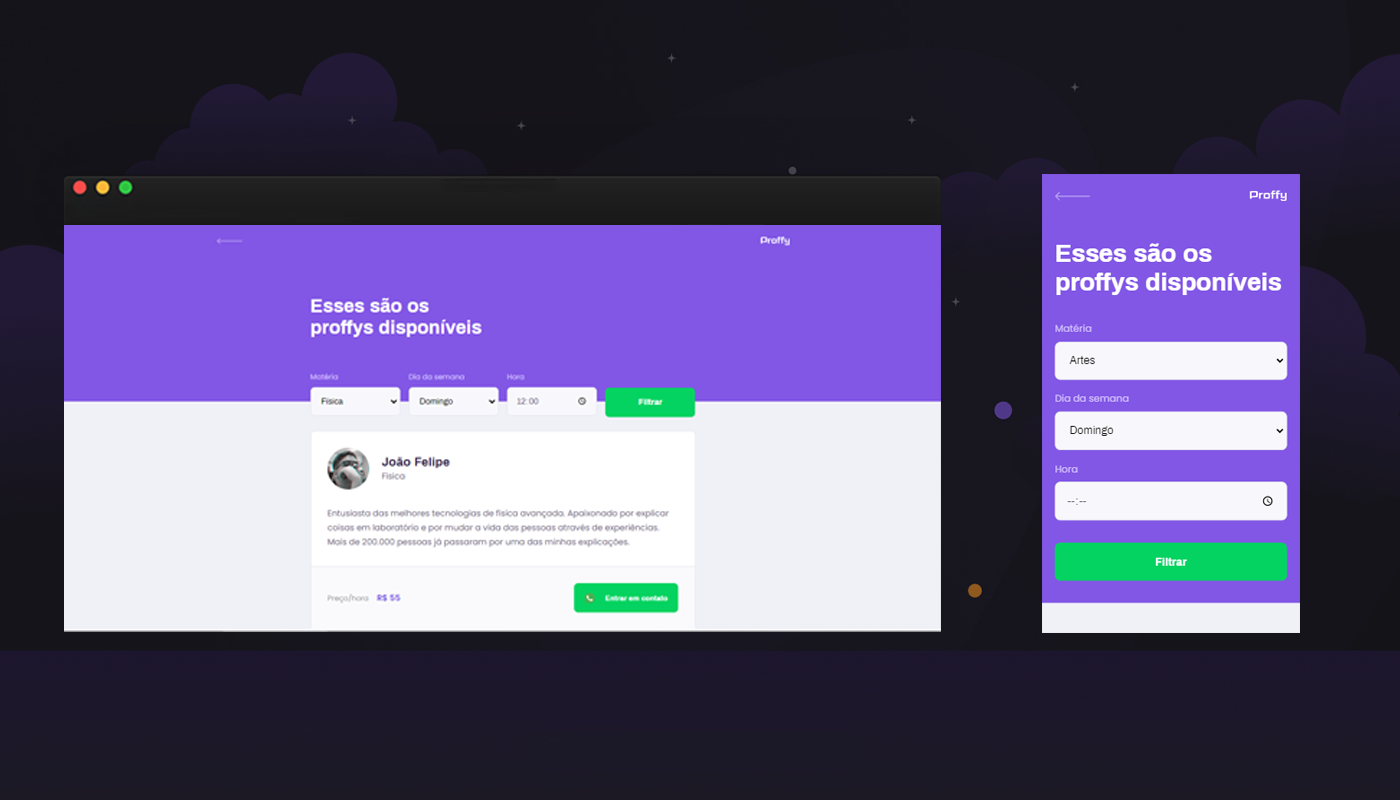 Proffy
Esses são os
proffys disponíveis
Matéria Dia da semana Hora
Física Domingo 12:00 Filtrar
João Felipe
Física
Entusiasta das melhores tecnologias de física avançada. Apaixonado por explicar
coisas em laboratório e por mudar a vida das pessoas através de experiências.
Mais de 200.000 pessoas já passaram por uma das minhas explicações.
Preço/hora R$ 55 Entrar em contato
Proffy
Esses são os
proffys disponíveis
Matéria
Artes
Dia da semana
Domingo
Hora
--:--
Filtrar